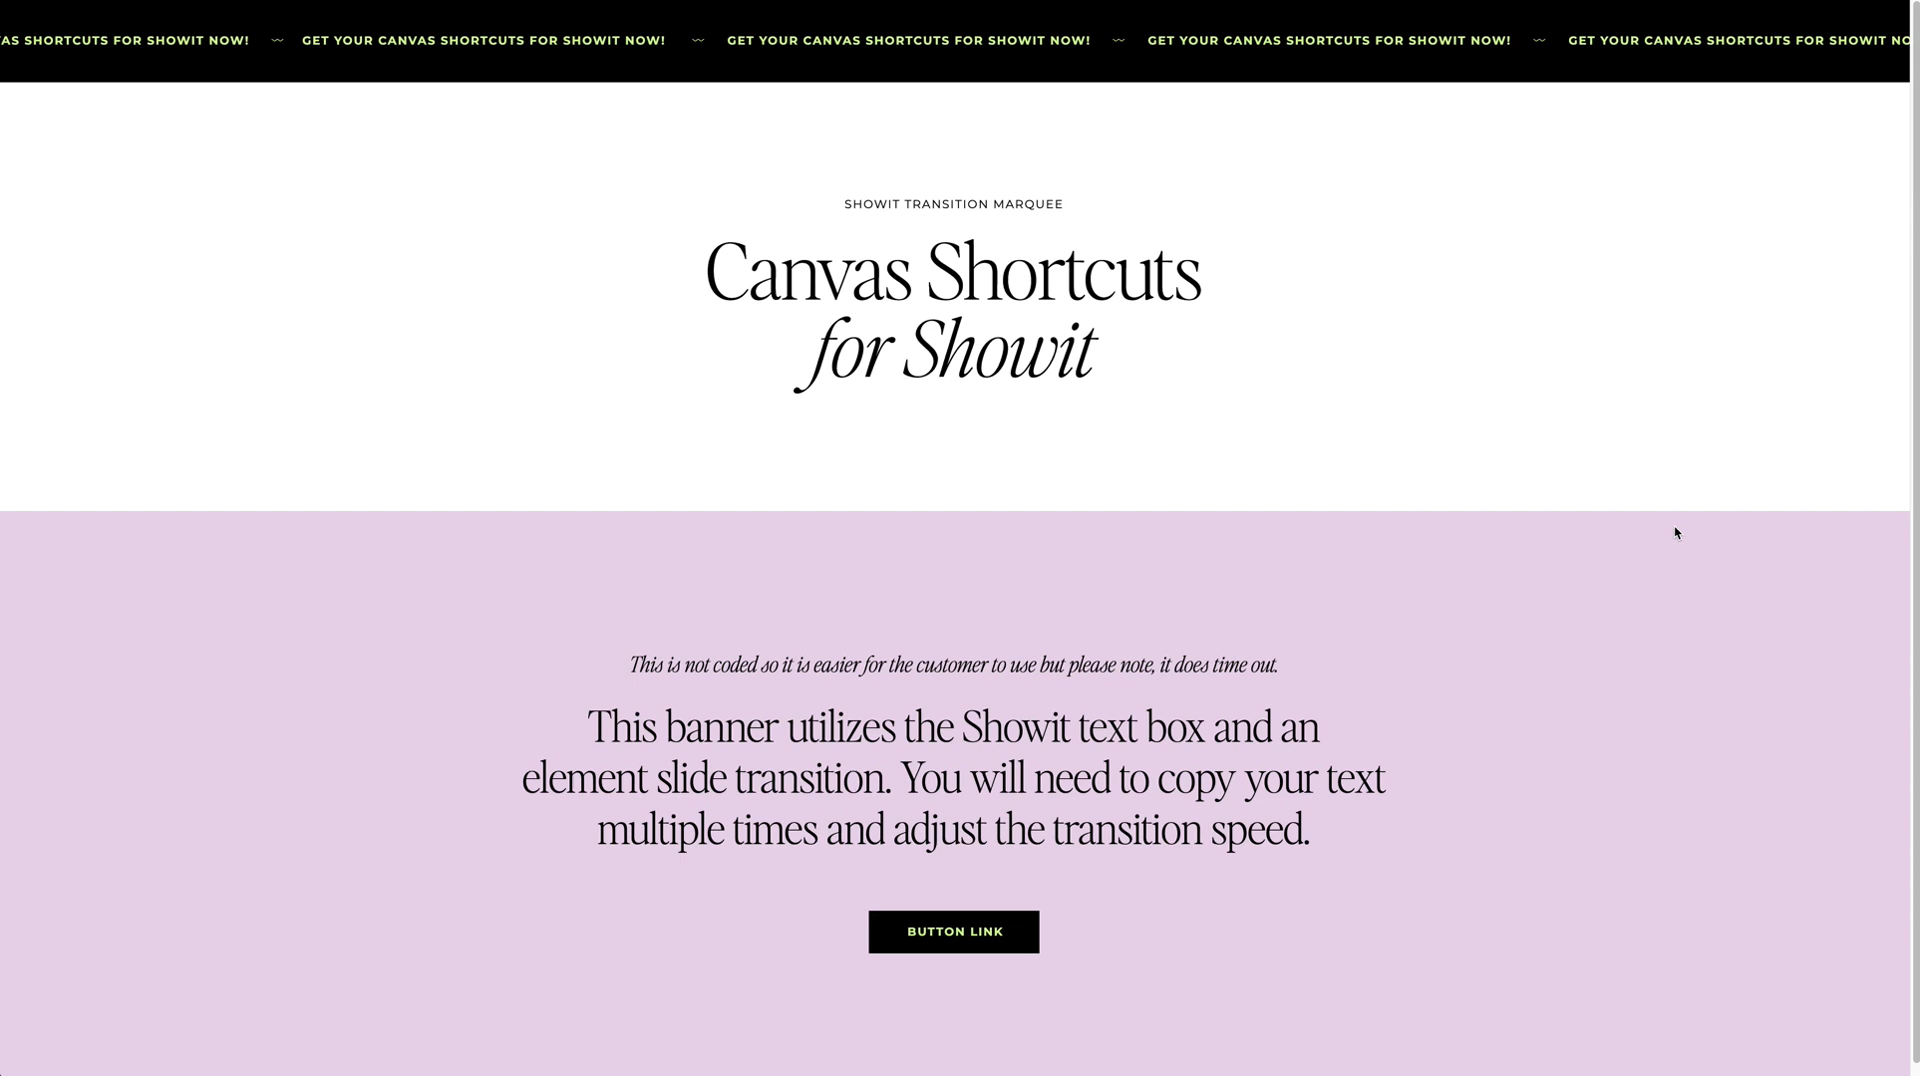 AS SHORTCUTS FOR SHOWIT NOW! ~ GET YOUR CANVAS SHORTCUTS FOR SHOWIT NOW! ~ GET YOUR CANVAS SHORTCUTS FOR SHOWIT NOW! ~ GET YOUR CANVAS SHORTCUTS FOR SHOWIT NOW! ~ GET YOUR CANVAS SHORTCUTS FOR SHOWIT NO
SHOWIT TRANSITION MARQUEE
Canvas Shortcuts
for Showit
This is not coded so it is easier for the customer to use but please note, it does time out.
This banner utilizes the Showit text box and an
element slide transition. You will need to copy your text
multiple times and adjust the transition speed.
BUTTON LINK